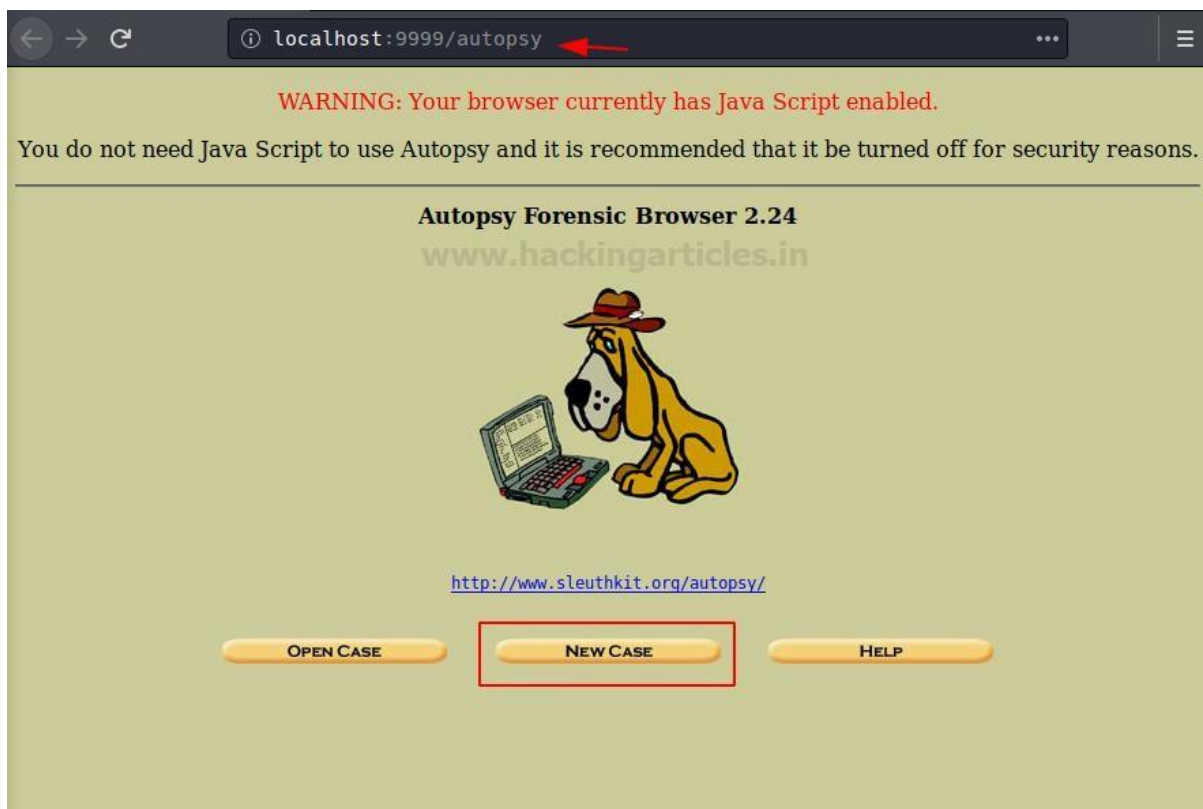 localhost:9999/autopsy
WARNING: Your browser currently has Java Script enabled.
You do not need Java Script to use Autopsy and it is recommended that it be turned off for security reasons.
Autopsy Forensic Browser 2.24
www.hackingarticles.in
http://www.sleuthkit.org/autopsy/
OPEN CASE NEW CASE HELP